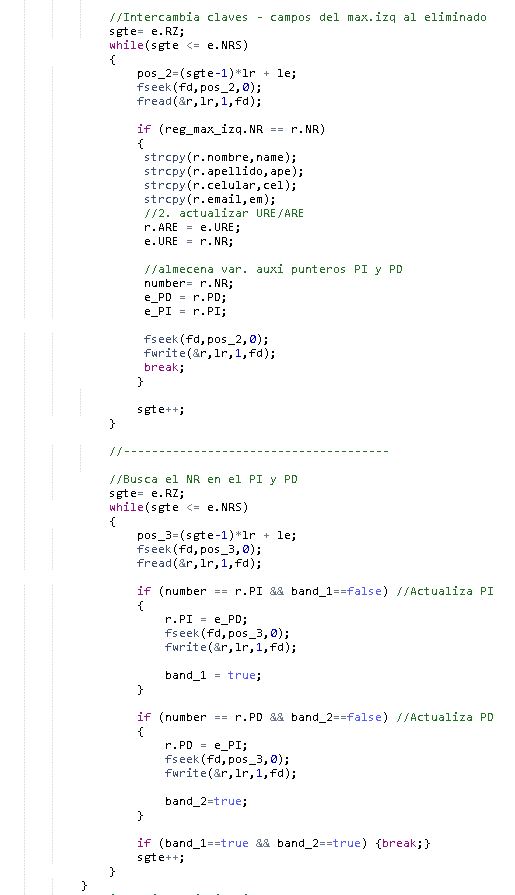 //Intercambia claves - campos del max.izq al eliminado
sgte= e.RZ;
while(sgte <= e.NRS)
{
pos_2=(sgte-1)*lr + le;
fseek(fd,pos_2,0);
fread(&r,lr,1,fd);
if (reg_max_izq.NR == r.NR)
{
strcpy(r.nombre,name);
strcpy(r.apellido,ape);
strcpy(r.celular,cel);
strcpy(r.email,em);
//2. actualizar URE/ARE
r.ARE = e.URE;
e.URE = r.NR;
//almecena var. auxi punteros PI y PD
number= r.NR;
e_PD = r.PD;
e_PI = r.PI;
fseek(fd,pos_2,0);
fwrite(&r,lr,1,fd);
break;
}
sgte++;
}
//--------------------------------------
//Busca el NR en el PI y PD
sgte= e.RZ;
while(sgte <= e.NRS)
{
pos_3=(sgte-1)*lr + le;
fseek(fd,pos_3,0);
fread(&r,lr,1,fd);
if (number == r.PI && band_1==false) //Actualiza PI
{
r.PI = e_PD;
fseek(fd,pos_3,0);
fwrite(&r,lr,1,fd);
band_1 = true;
}
if (number == r.PD && band_2==false) //Actualiza PD
{
r.PD = e_PI;
fseek(fd,pos_3,0);
fwrite(&r,lr,1,fd);
band_2=true;
}
if (band_1==true && band_2==true) {break;}
sgte++;
}
}